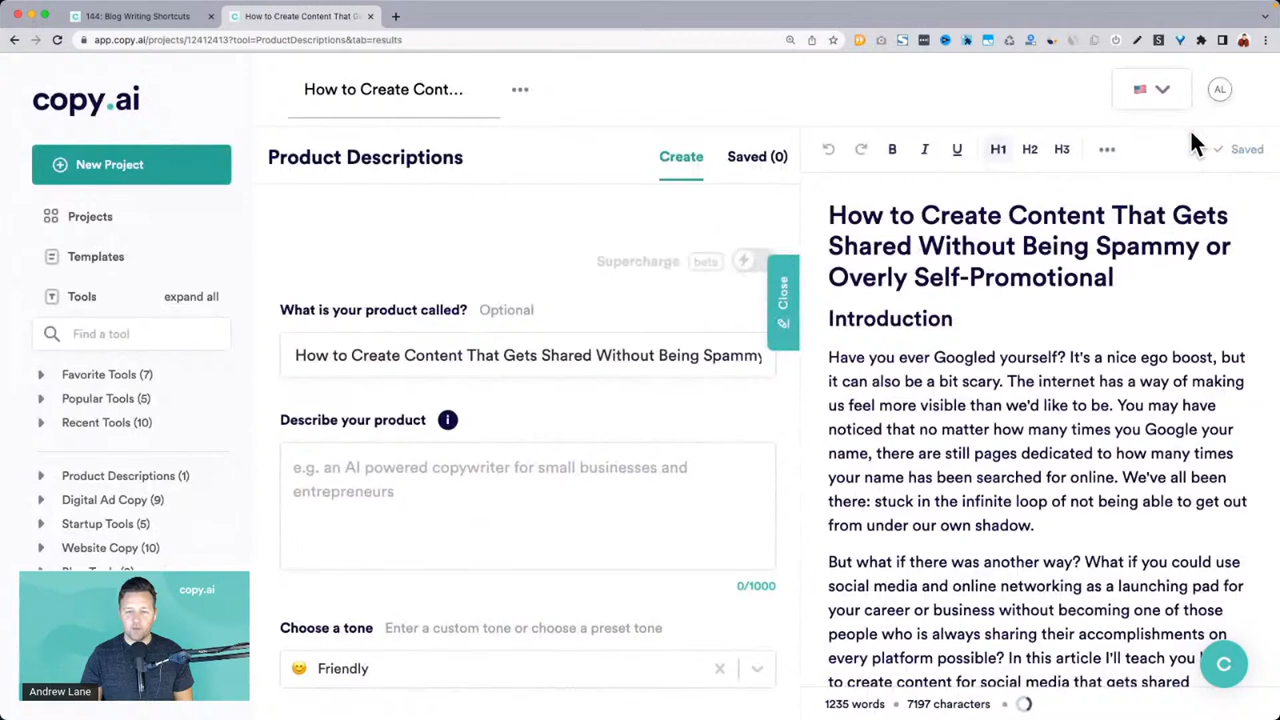 144: Blog Writing Shortcuts
How to Create Content That G
app.copy.ai/projects/12412413?tool=ProductDescriptions&tab=results
copy.ai
How to Create Cont...
AL
New Project
Product Descriptions
Create
Saved (0)
B
I
U
H1
H2
H3
Saved
Projects
Templates
Tools
expand all
Find a tool
Favorite Tools (7)
Popular Tools (5)
Recent Tools (10)
Product Descriptions (1)
Digital Ad Copy (9)
Startup Tools (5)
Website Copy (10)
Supercharge
beta
What is your product called?
Optional
How to Create Content That Gets Shared Without Being Spammy
Describe your product
i
e.g. an AI powered copywriter for small businesses and
entrepreneurs
0/1000
Choose a tone
Enter a custom tone or choose a preset tone
Friendly
Close
How to Create Content That Gets
Shared Without Being Spammy or
Overly Self-Promotional
Introduction
Have you ever Googled yourself? It's a nice ego boost, but
it can also be a bit scary. The internet has a way of making
us feel more visible than we'd like to be. You may have
noticed that no matter how many times you Google your
name, there are still pages dedicated to how many times
your name has been searched for online. We've all been
there: stuck in the infinite loop of not being able to get out
from under our own shadow.
But what if there was another way? What if you could use
social media and online networking as a launching pad for
your career or business without becoming one of those
people who is always sharing their accomplishments on
every platform possible? In this article I'll teach you
to create content for social media that gets shared
C
1235 words
7197 characters
copy.ai
Andrew Lane